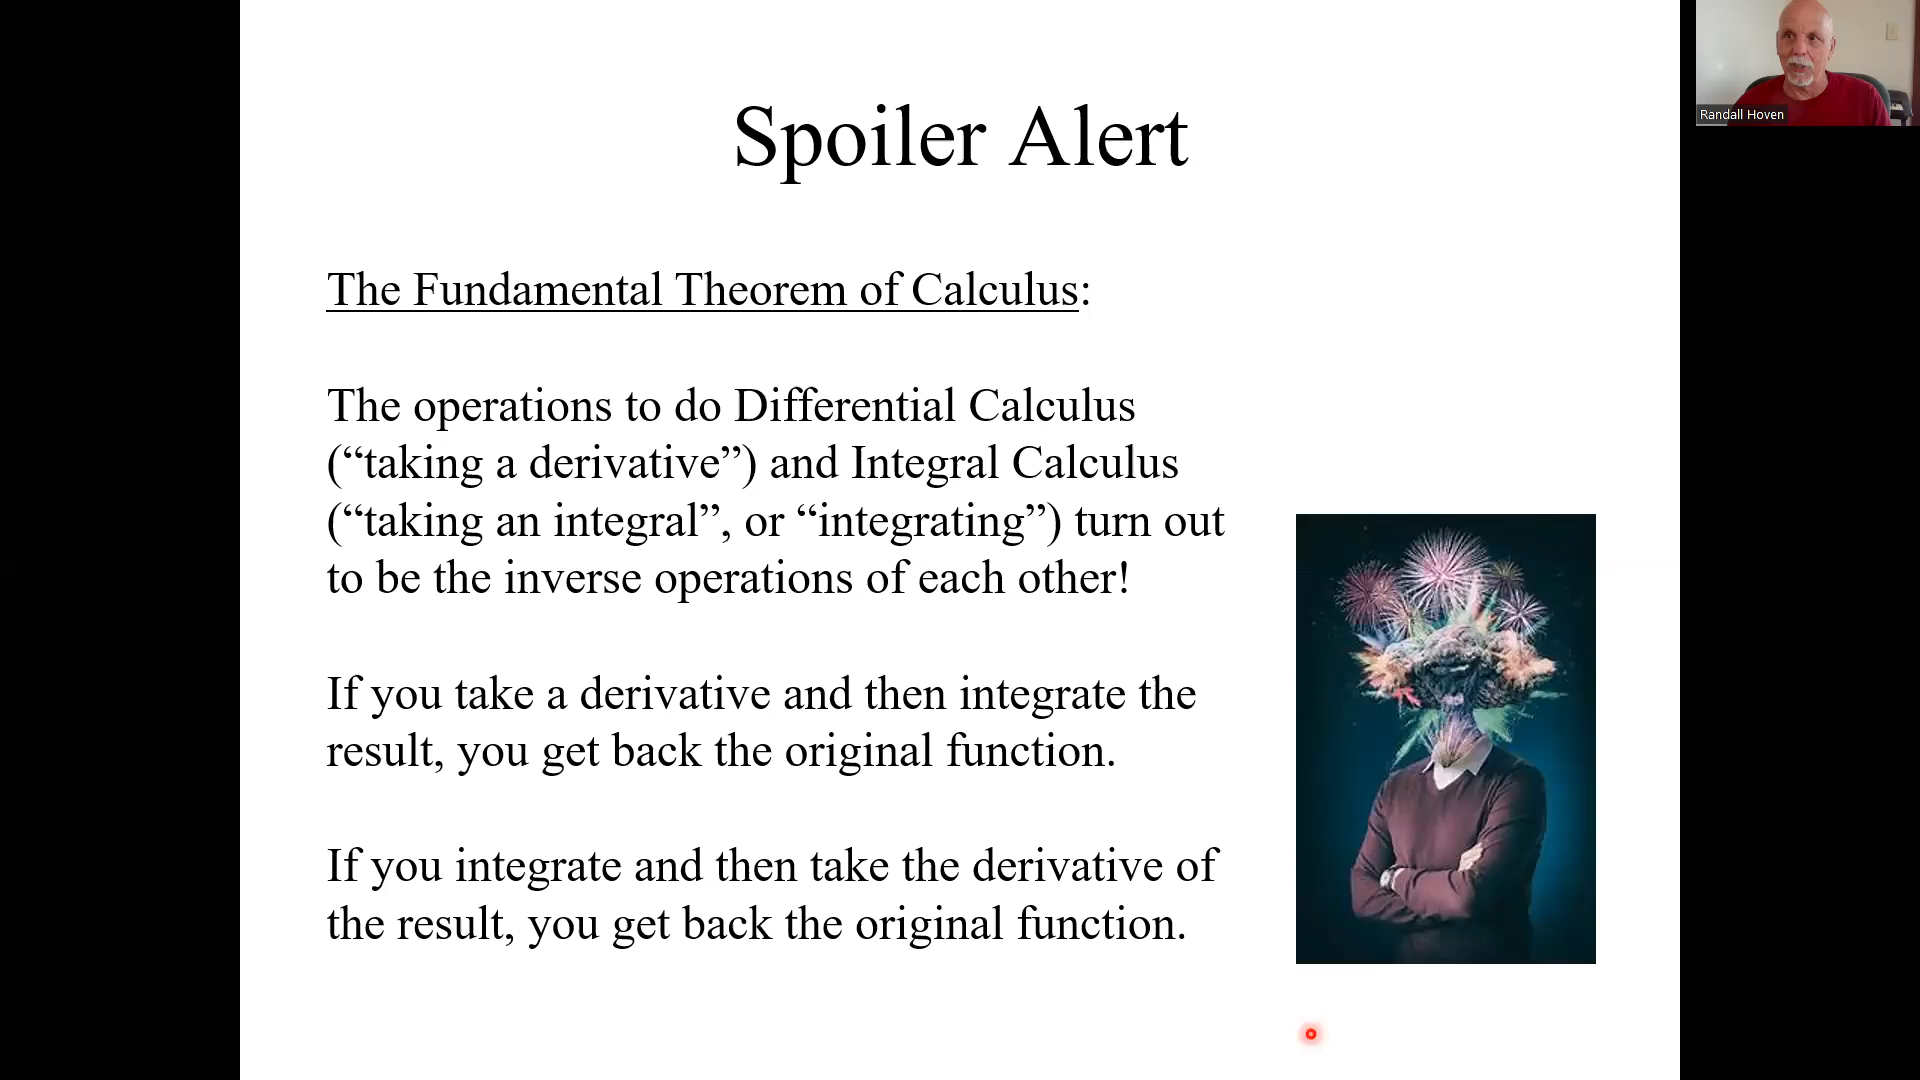 Spoiler Alert
Randall Hoven
The Fundamental Theorem of Calculus:
The operations to do Differential Calculus
(“taking a derivative”) and Integral Calculus
(“taking an integral”, or “integrating”) turn out
to be the inverse operations of each other!
If you take a derivative and then integrate the
result, you get back the original function.
If you integrate and then take the derivative of
the result, you get back the original function.